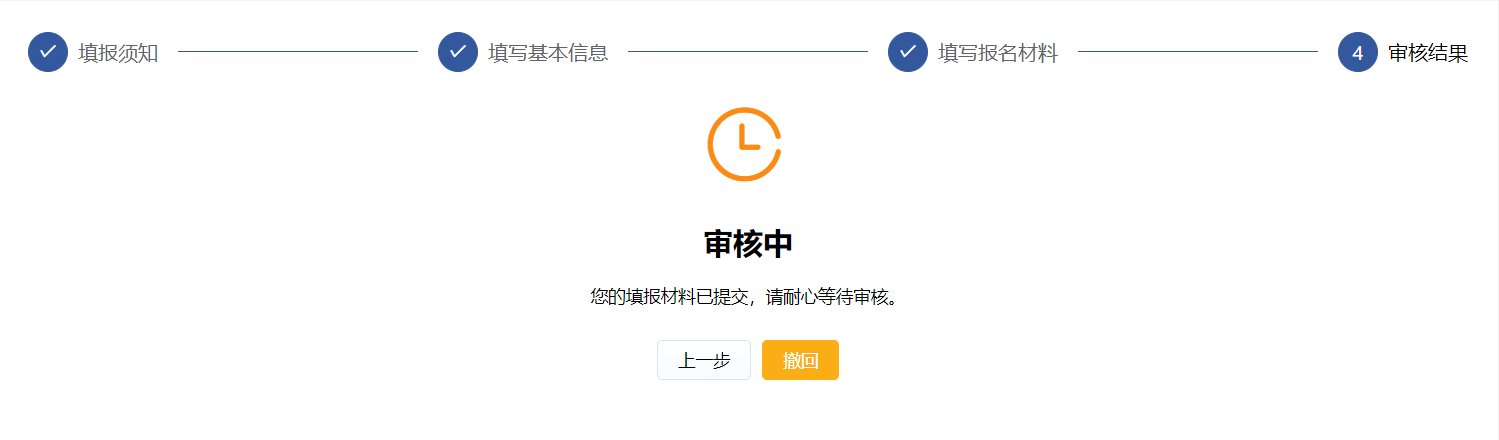 填报须知
填写基本信息
填写报名材料
4 审核结果
审核中
您的填报材料已提交，请耐心等待审核。
上一步
撤回